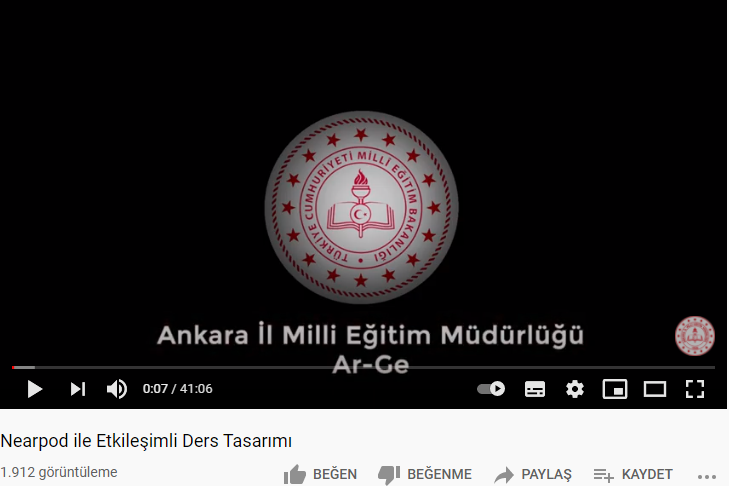 TÜRKİYE CUMHURİYETİ MİLLİ EĞİTİM BAKANLIĞI
Ankara İl Milli Eğitim Müdürlüğü
Ar-Ge
0:07 / 41:06
Nearpod ile Etkileşimli Ders Tasarımı
1.912 görüntüleme BEĞEN BEĞENME PAYLAŞ KAYDET